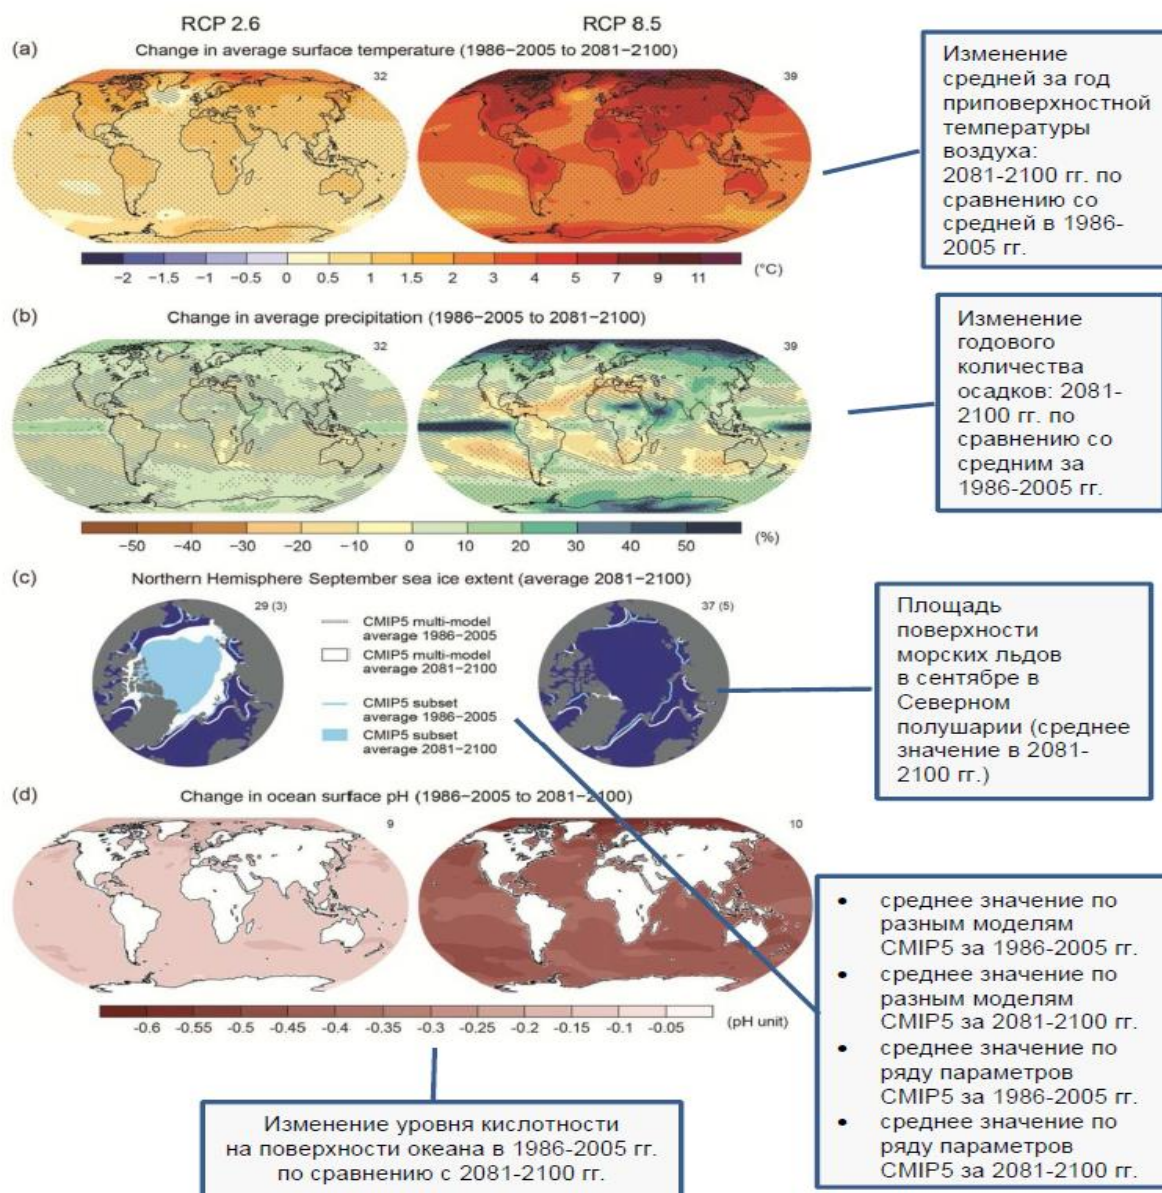 RCP 2.6
RCP 8.5
(a)
Change in average surface temperature (1986−2005 to 2081−2100)
32
39
−2 −1.5 −1 −0.5 0 0.5 1 1.5 2 3 4 5 7 9 11
(°C)
Изменение
средней за год
приповерхностной
температуры
воздуха:
2081-2100 гг. по
сравнению со
средней в 1986-
2005 гг.
(b)
Change in average precipitation (1986−2005 to 2081−2100)
32
39
−50 −40 −30 −20 −10 0 10 20 30 40 50
(%)
Изменение
годового
количества
осадков: 2081-
2100 гг. по
сравнению со
средним за
1986-2005 гг.
(c)
Northern Hemisphere September sea ice extent (average 2081−2100)
29 (3)
37 (5)
CMIP5 multi-model
average 1986−2005
CMIP5 multi-model
average 2081−2100
CMIP5 subset
average 1986−2005
CMIP5 subset
average 2081−2100
Площадь
поверхности
морских льдов
в сентябре в
Северном
полушарии (среднее
значение в 2081-
2100 гг.)
(d)
Change in ocean surface pH (1986−2005 to 2081−2100)
9
10
-0.6 -0.55 -0.5 -0.45 -0.4 -0.35 -0.3 -0.25 -0.2 -0.15 -0.1 -0.05
(pH unit)
• среднее значение по
разным моделям
CMIP5 за 1986-2005 гг.
• среднее значение по
разным моделям
CMIP5 за 2081-2100 гг.
• среднее значение по
ряду параметров
CMIP5 за 1986-2005 гг.
• среднее значение по
ряду параметров
CMIP5 за 2081-2100 гг.
Изменение уровня кислотности
на поверхности океана в 1986-2005 гг.
по сравнению с 2081-2100 гг.